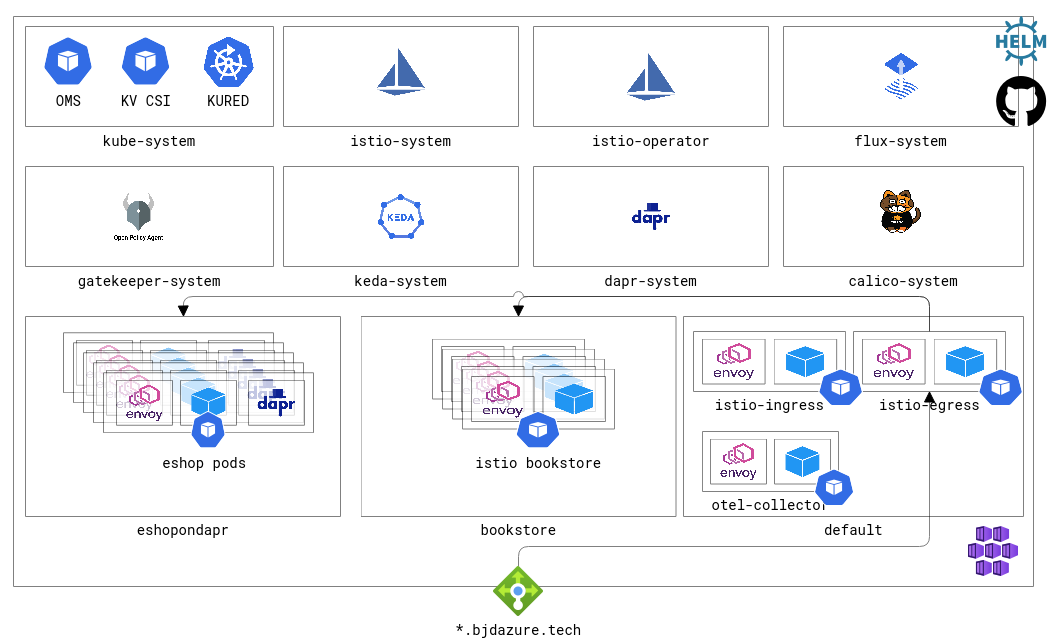 HELM
OMS
KV CSI
KURED
kube-system
istio-system
istio-operator
flux-system
Open Policy Agent
KEDA
dapr
gatekeeper-system
keda-system
dapr-system
calico-system
envoy
dapr
eshop pods
envoy
istio bookstore
envoy
envoy
istio-ingress
istio-egress
envoy
otel-collector
eshopondapr
bookstore
default
*.bjdazure.tech